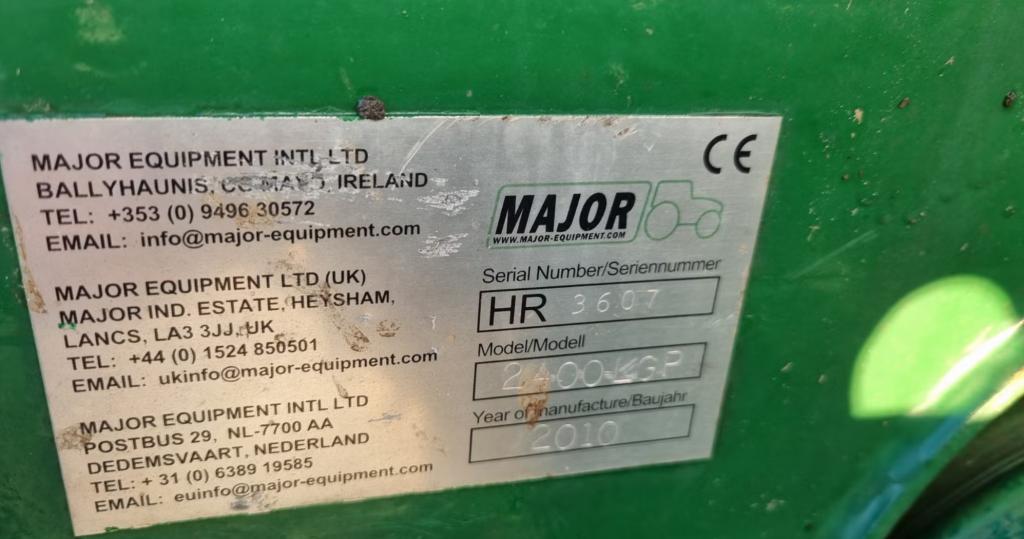 MAJOR EQUIPMENT INTL LTD
BALLYHAUNIS, CO MAYO, IRELAND
TEL: +353 (0) 9496 30572
EMAIL: info@major-equipment.com
MAJOR EQUIPMENT LTD (UK)
MAJOR IND. ESTATE, HEYSHAM,
LANCS, LA3 3JJ, UK
TEL: +44 (0) 1524 850501
EMAIL: ukinfo@major-equipment.com
MAJOR EQUIPMENT INTL LTD
POSTBUS 29, NL-7700 AA
DEDEMSVAART, NEDERLAND
TEL: + 31 (0) 6389 19585
EMAIL: euinfo@major-equipment.com
CE
MAJOR
WWW.MAJOR-EQUIPMENT.COM
Serial Number/Seriennummer
HR 3607
Model/Modell
2400KGP
Year of manufacture/Baujahr
2010